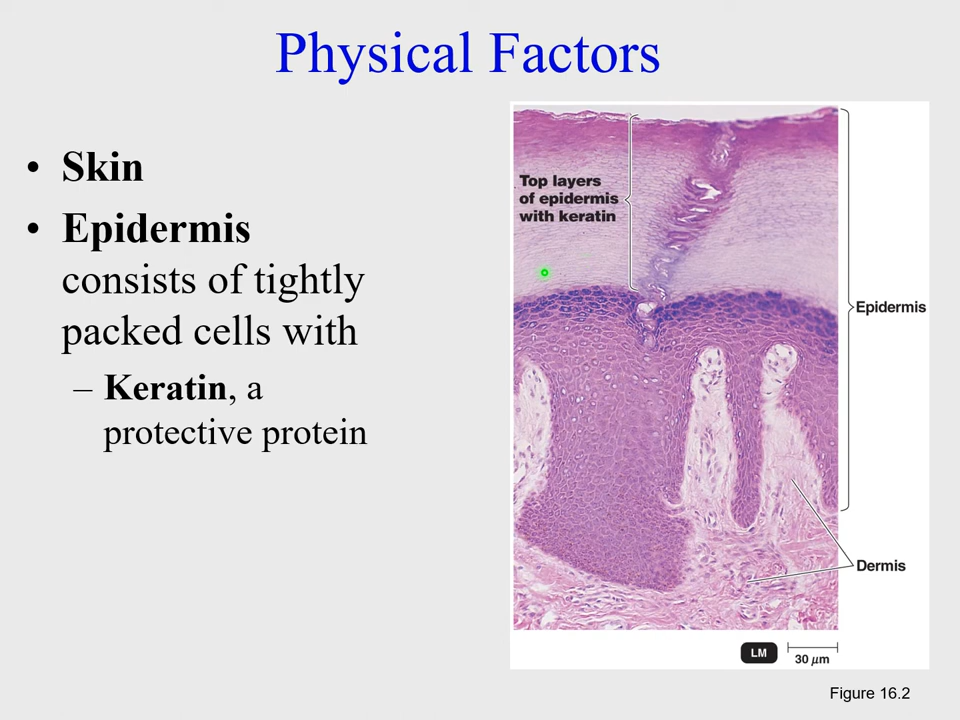 Physical Factors
• Skin
• Epidermis
consists of tightly
packed cells with
– Keratin, a
protective protein
Top layers
of epidermis
with keratin
Epidermis
Dermis
LM
30 µm
Figure 16.2